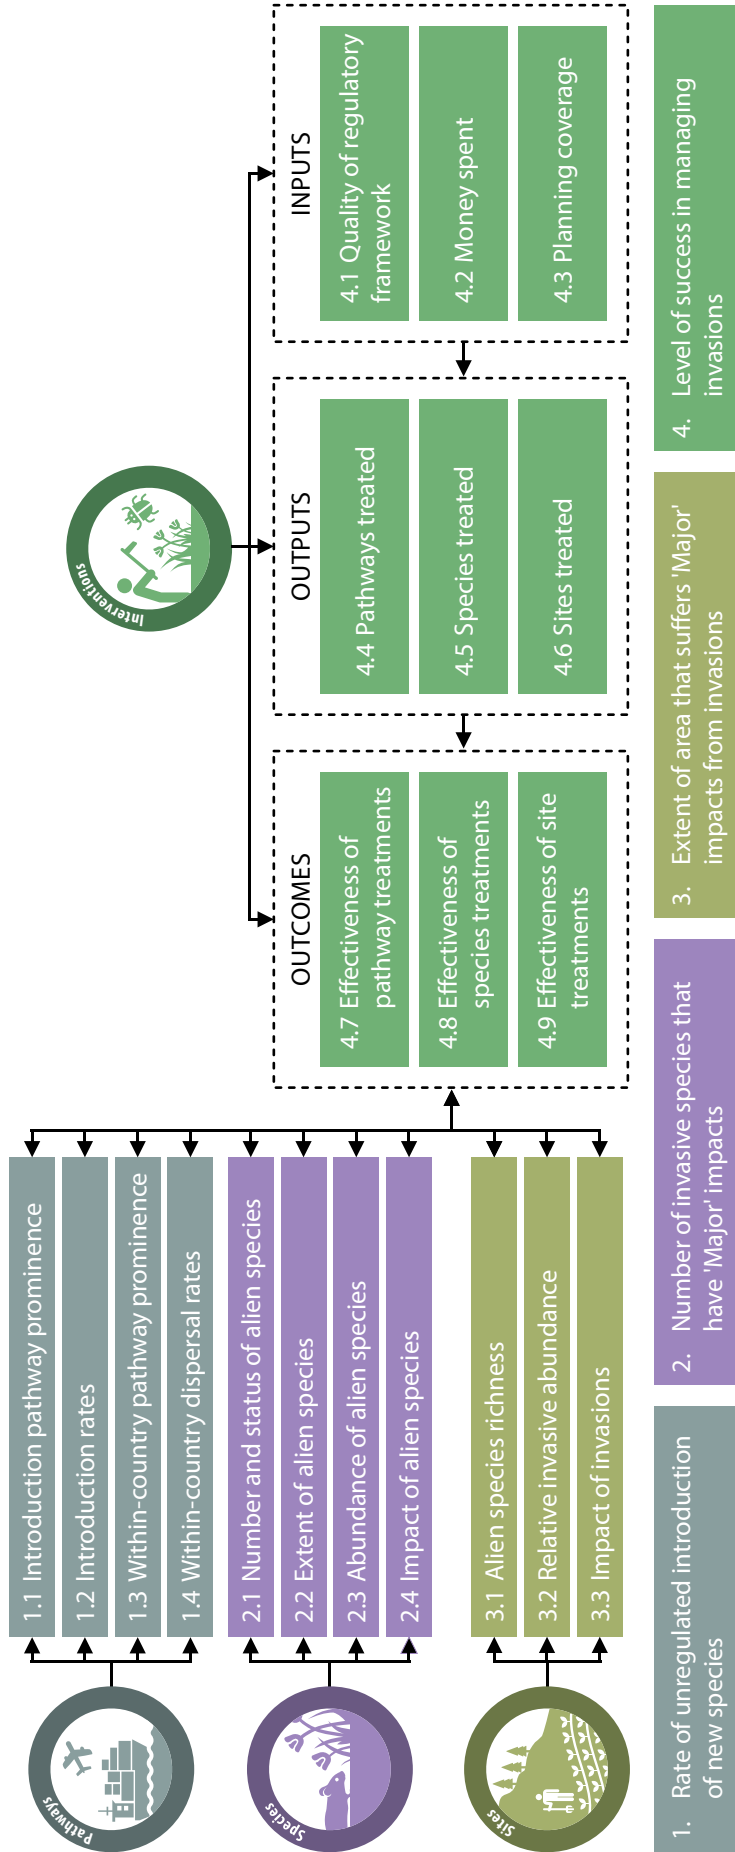 Pathways
1.1 Introduction pathway prominence
1.2 Introduction rates
1.3 Within-country pathway prominence
1.4 Within-country dispersal rates
Species
2.1 Number and status of alien species
2.2 Extent of alien species
2.3 Abundance of alien species
2.4 Impact of alien species
Sites
3.1 Alien species richness
3.2 Relative invasive abundance
3.3 Impact of invasions
Interventions
OUTCOMES
4.7 Effectiveness of
pathway treatments
4.8 Effectiveness of
species treatments
4.9 Effectiveness of site
treatments
OUTPUTS
4.4 Pathways treated
4.5 Species treated
4.6 Sites treated
INPUTS
4.1 Quality of regulatory
framework
4.2 Money spent
4.3 Planning coverage
1. Rate of unregulated introduction
of new species
2. Number of invasive species that
have 'Major' impacts
3. Extent of area that suffers 'Major'
impacts from invasions
4. Level of success in managing
invasions